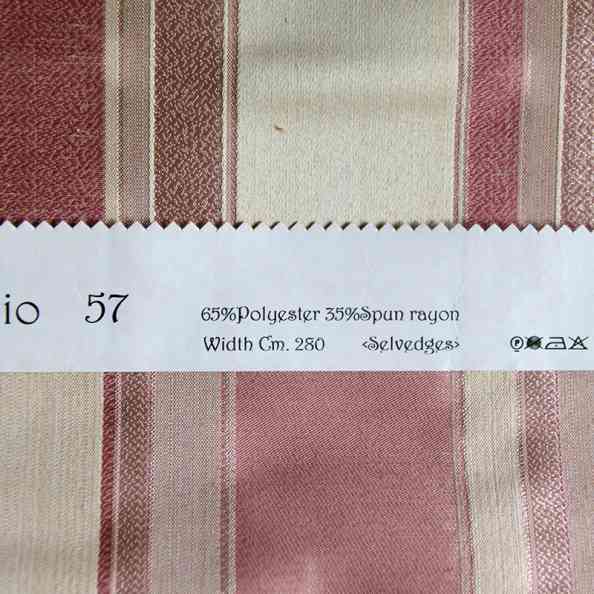 io 57
65%Polyester 35%Spun rayon
Width Cm. 280 <Selvedges>